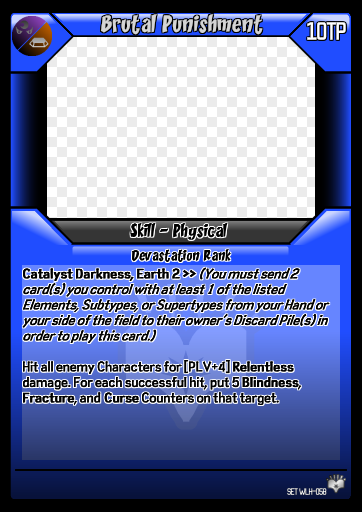 Brutal Punishment
10TP
Skill - Physical
Devastation Rank
Catalyst Darkness, Earth 2 >> (You must send 2
card(s) you control with at least 1 of the listed
Elements, Subtypes, or Supertypes from your Hand or
your side of the field to their owner's Discard Pile(s) in
order to play this card.)
Hit all enemy Characters for [PLV+4] Relentless
damage. For each successful hit, put 5 Blindness,
Fracture, and Curse Counters on that target.
SET WLH-058